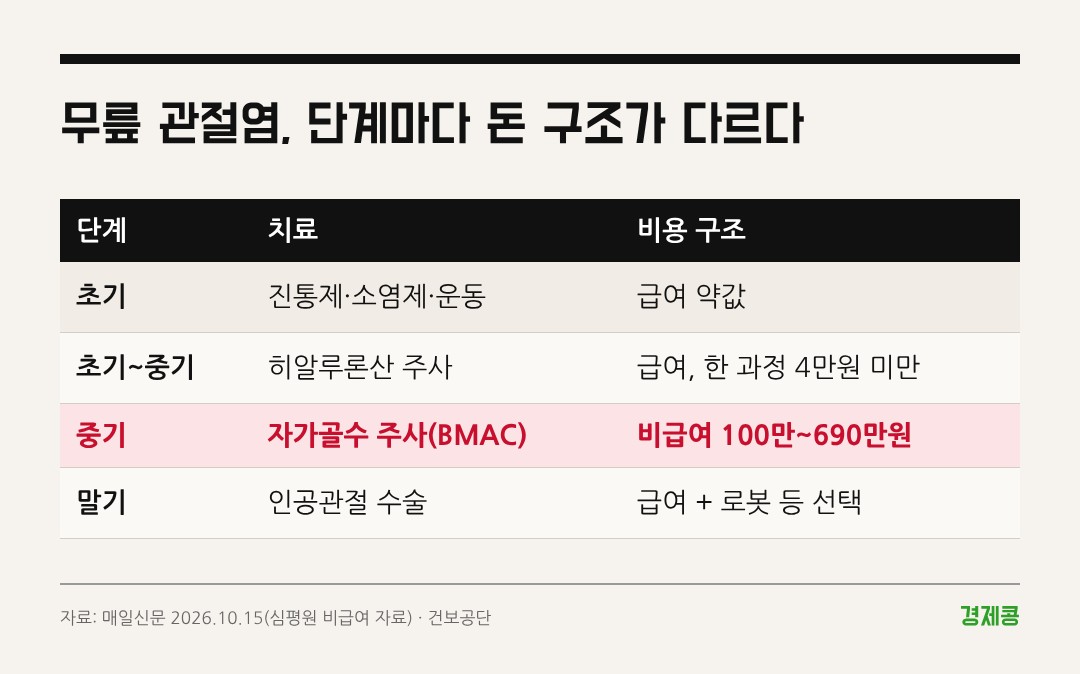 무릎 관절염, 단계마다 돈 구조가 다르다
단계 치료 비용 구조
초기 진통제·소염제·운동 급여 약값
초기~중기 히알루론산 주사 급여, 한 과정 4만원 미만
중기 자가골수 주사(BMAC) 비급여 100만~690만원
말기 인공관절 수술 급여 + 로봇 등 선택
자료: 매일신문 2026.10.15(심평원 비급여 자료) · 건보공단
경제콩